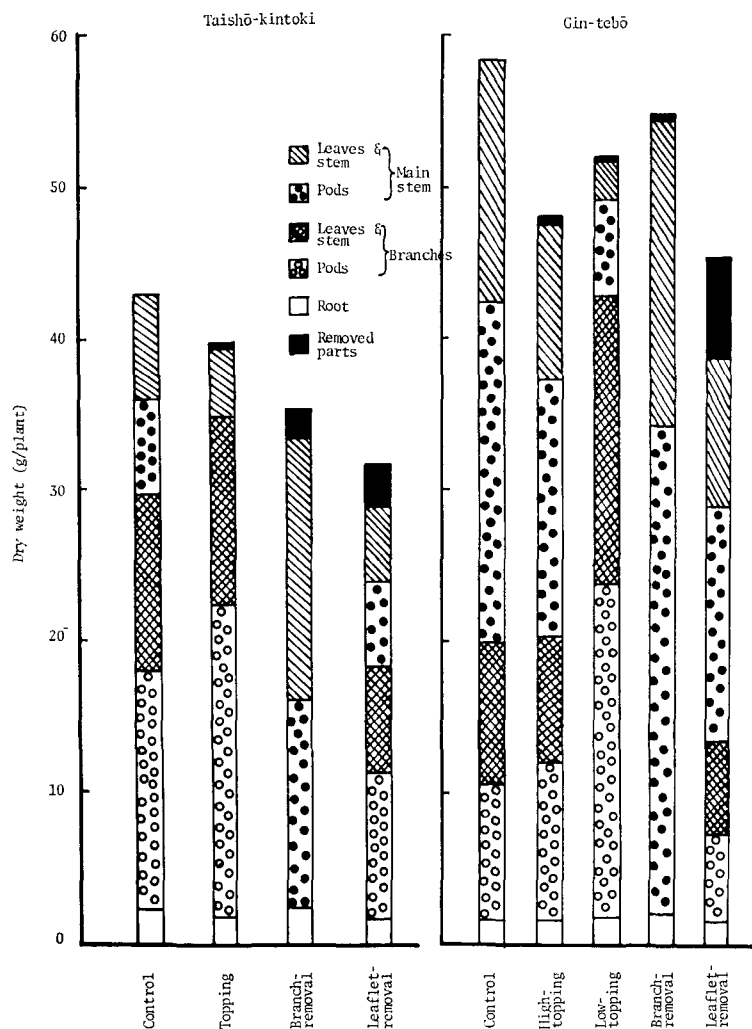 Taishō-kintoki
Gin-tebō
60
50
40
30
20
10
0
Dry weight (g/plant)
Leaves &
stem
Pods
Main
stem
Leaves &
stem
Pods
Branches
Root
Removed
parts
Control
Topping
Branch-
removal
Leaflet-
removal
Control
High-
topping
Low-
topping
Branch-
removal
Leaflet-
removal